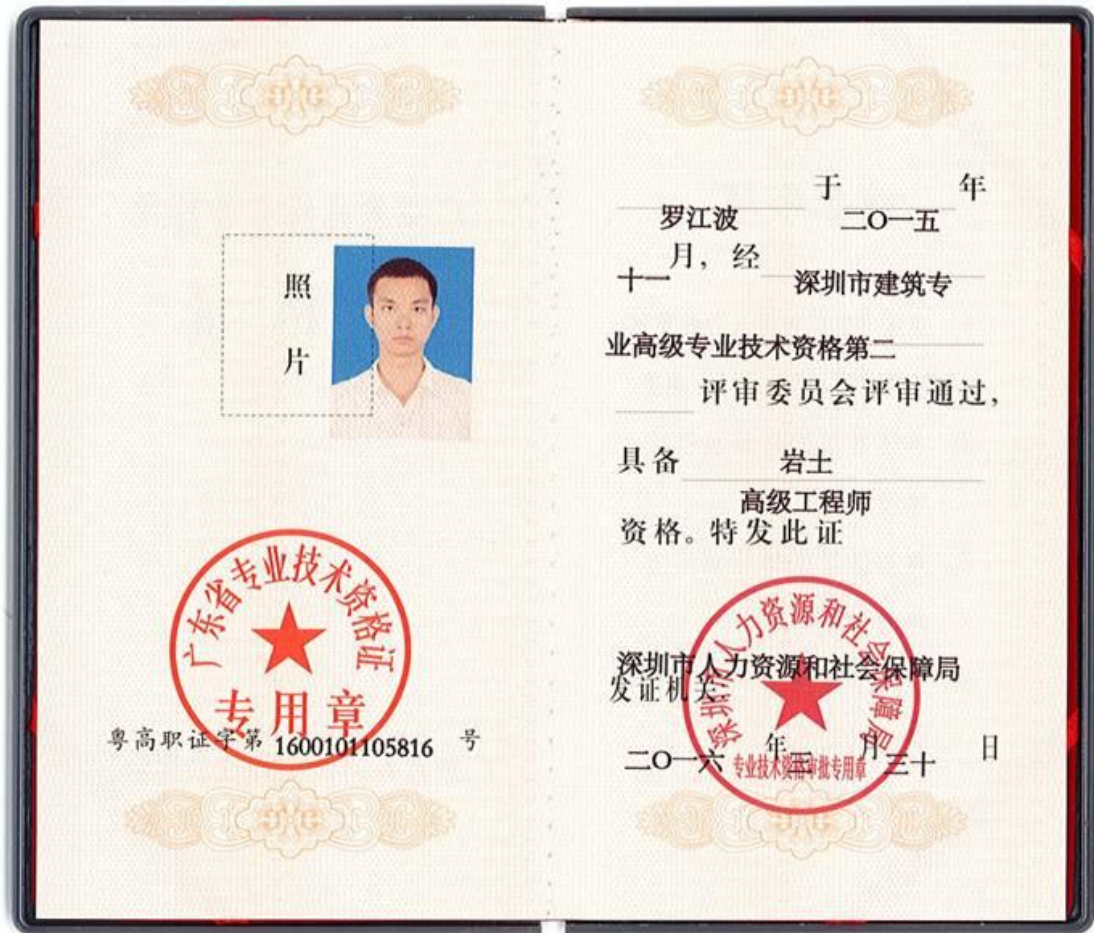 照
片
广东省专业技术资格证
专用章
粤高职证字第 1600101105816 号
于 年
罗江波 二O一五
月，经
十一 深圳市建筑专
业高级专业技术资格第二
评审委员会评审通过，
具备 岩土
高级工程师
资格。特发此证
深圳市人力资源和社会保障局
深圳市人力资源和社会保障局
发证机关
二O一六 年 三 月 三十 日
专业技术资格审批专用章